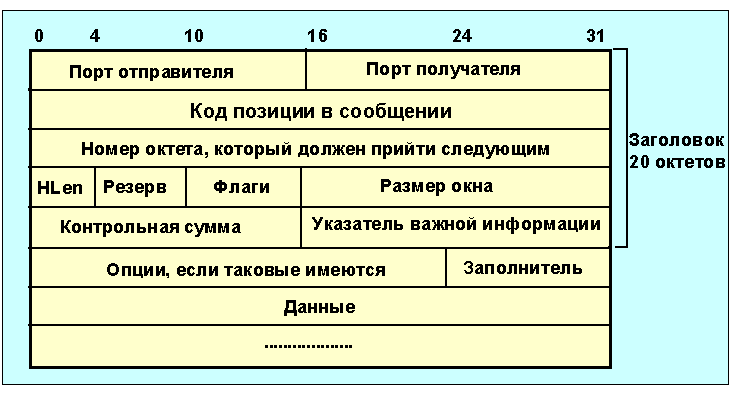 0 4 10 16 24 31
Порт отправителя Порт получателя
Код позиции в сообщении
Номер октета, который должен прийти следующим
Заголовок
20 октетов
HLen Резерв Флаги Размер окна
Контрольная сумма Указатель важной информации
Опции, если таковые имеются Заполнитель
Данные
...................